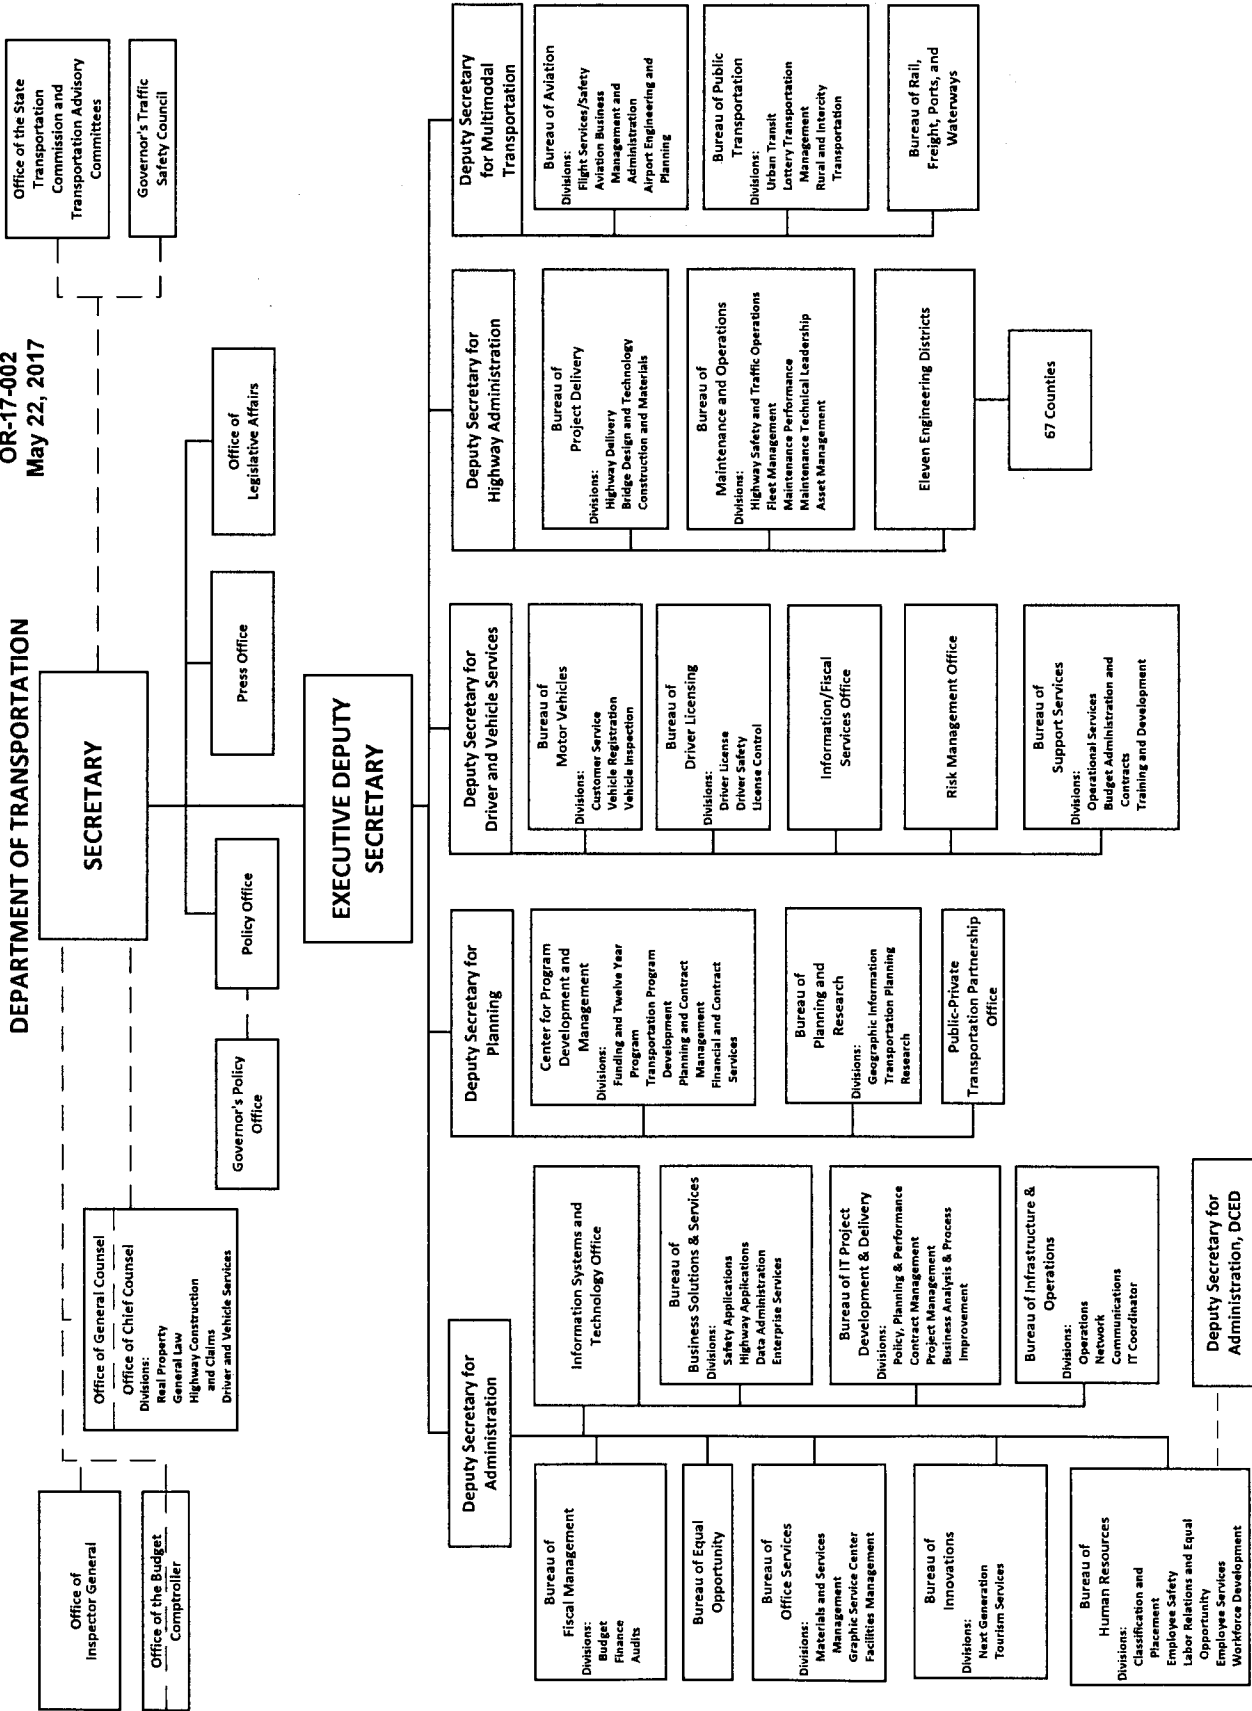 DEPARTMENT OF TRANSPORTATION
OR-17-002
May 22, 2017
SECRETARY
Office of
Inspector General
Office of the Budget
Comptroller
Office of General Counsel
Office of Chief Counsel
Divisions:
Real Property
General Law
Highway Construction
and Claims
Driver and Vehicle Services
Office of the State
Transportation
Commission and
Transportation Advisory
Committees
Governor's Traffic
Safety Council
Governor's Policy
Office
Policy Office
Press Office
Office of
Legislative Affairs
EXECUTIVE DEPUTY
SECRETARY
Deputy Secretary for
Administration
Bureau of
Fiscal Management
Divisions:
Budget
Finance
Audits
Bureau of Equal
Opportunity
Bureau of
Office Services
Divisions:
Materials and Services
Management
Graphic Service Center
Facilities Management
Bureau of
Innovations
Divisions:
Next Generation
Tourism Services
Bureau of
Human Resources
Divisions:
Classification and
Placement
Employee Safety
Labor Relations and Equal
Opportunity
Employee Services
Workforce Development
Information Systems and
Technology Office
Bureau of
Business Solutions & Services
Divisions:
Safety Applications
Highway Applications
Data Administration
Enterprise Services
Bureau of IT Project
Development & Delivery
Divisions:
Policy, Planning & Performance
Contract Management
Project Management
Business Analysis & Process
Improvement
Bureau of Infrastructure &
Operations
Divisions:
Operations
Network
Communications
IT Coordinator
Deputy Secretary for
Administration, DCED
Deputy Secretary for
Planning
Center for Program
Development and
Management
Divisions:
Funding and Twelve Year
Program
Transportation Program
Development
Planning and Contract
Management
Financial and Contract
Services
Bureau of
Planning and
Research
Divisions:
Geographic Information
Transportation Planning
Research
Public-Private
Transportation Partnership
Office
Deputy Secretary for
Driver and Vehicle Services
Bureau of
Motor Vehicles
Divisions:
Customer Service
Vehicle Registration
Vehicle Inspection
Bureau of
Driver Licensing
Divisions:
Driver License
Driver Safety
License Control
Information/Fiscal
Services Office
Risk Management Office
Bureau of
Support Services
Divisions:
Operational Services
Budget Administration and
Contracts
Training and Development
Deputy Secretary for
Highway Administration
Bureau of
Project Delivery
Divisions:
Highway Delivery
Bridge Design and Technology
Construction and Materials
Bureau of
Maintenance and Operations
Divisions:
Highway Safety and Traffic Operations
Fleet Management
Maintenance Performance
Maintenance Technical Leadership
Asset Management
Eleven Engineering Districts
67 Counties
Deputy Secretary
for Multimodal
Transportation
Bureau of Aviation
Divisions:
Flight Services/Safety
Aviation Business
Management and
Administration
Airport Engineering and
Planning
Bureau of Public
Transportation
Divisions:
Urban Transit
Lottery Transportation
Management
Rural and Intercity
Transportation
Bureau of Rail,
Freight, Ports, and
Waterways